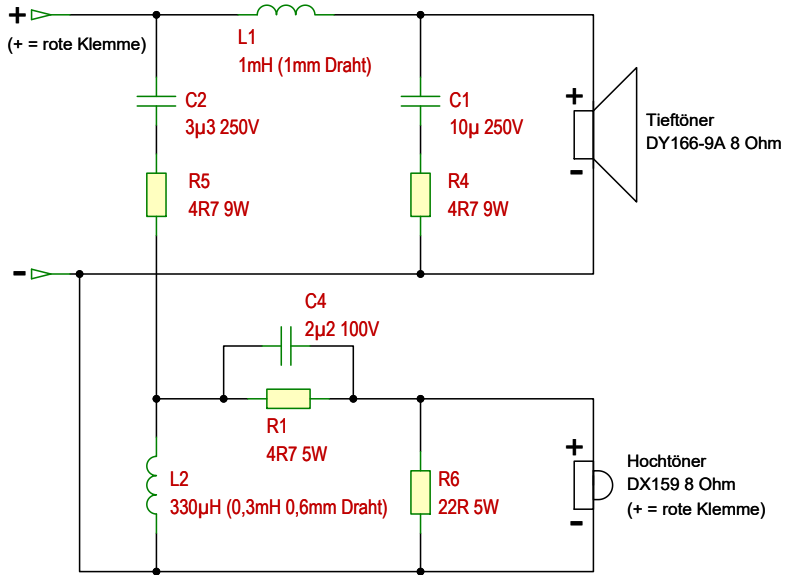 +
(+ = rote Klemme)
L1
1mH (1mm Draht)
C2
3µ3 250V
C1
10µ 250V
+
Tieftöner
DY166-9A 8 Ohm
-
R5
4R7 9W
R4
4R7 9W
-
C4
2µ2 100V
R1
4R7 5W
L2
330µH (0,3mH 0,6mm Draht)
R6
22R 5W
+
Hochtöner
DX159 8 Ohm
(+ = rote Klemme)
-